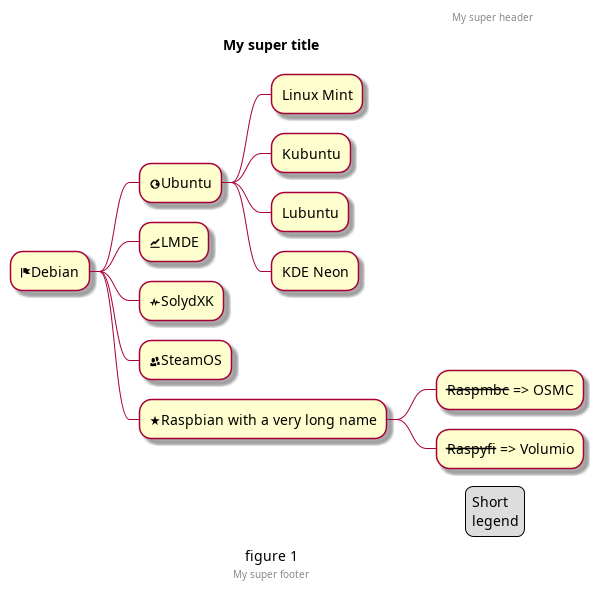 My super header
My super title
Linux Mint
Kubuntu
Ubuntu
Lubuntu
LMDE
KDE Neon
Debian
SolydXK
SteamOS
Raspmbc => OSMC
Raspbian with a very long name
Raspyfi => Volumio
Short
legend
figure 1
My super footer